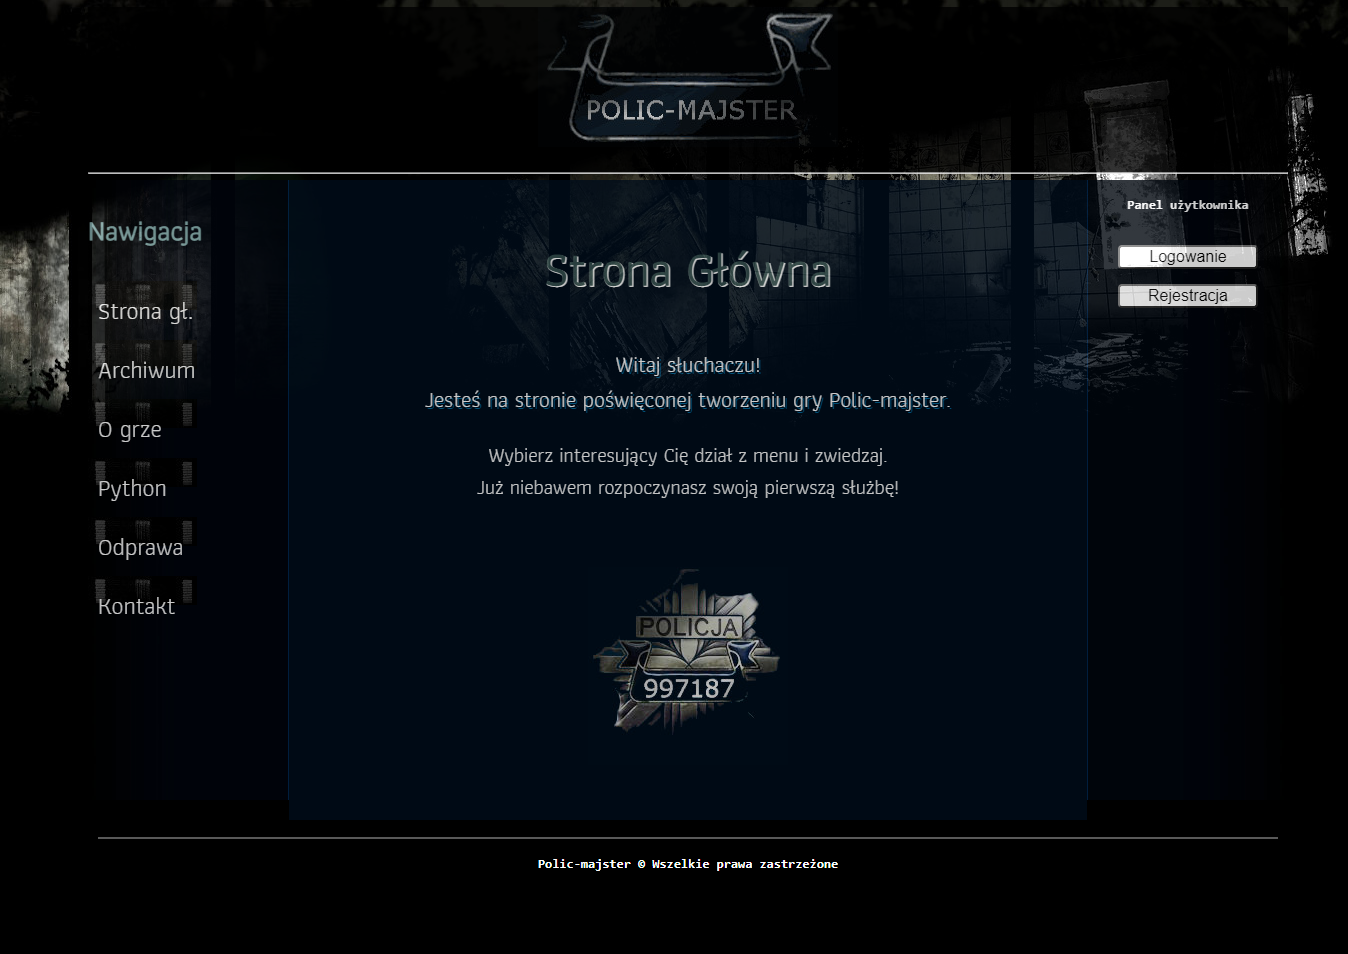 POLIC-MAJSTER
Nawigacja
Strona gł.
Archiwum
O grze
Python
Odprawa
Kontakt
Strona Główna
Witaj słuchaczu!
Jesteś na stronie poświęconej tworzeniu gry Polic-majster.
Wybierz interesujący Cię dział z menu i zwiedzaj.
Już niebawem rozpoczynasz swoją pierwszą służbę!
POLICJA
997187
Panel użytkownika
Logowanie
Rejestracja
Polic-majster © Wszelkie prawa zastrzeżone